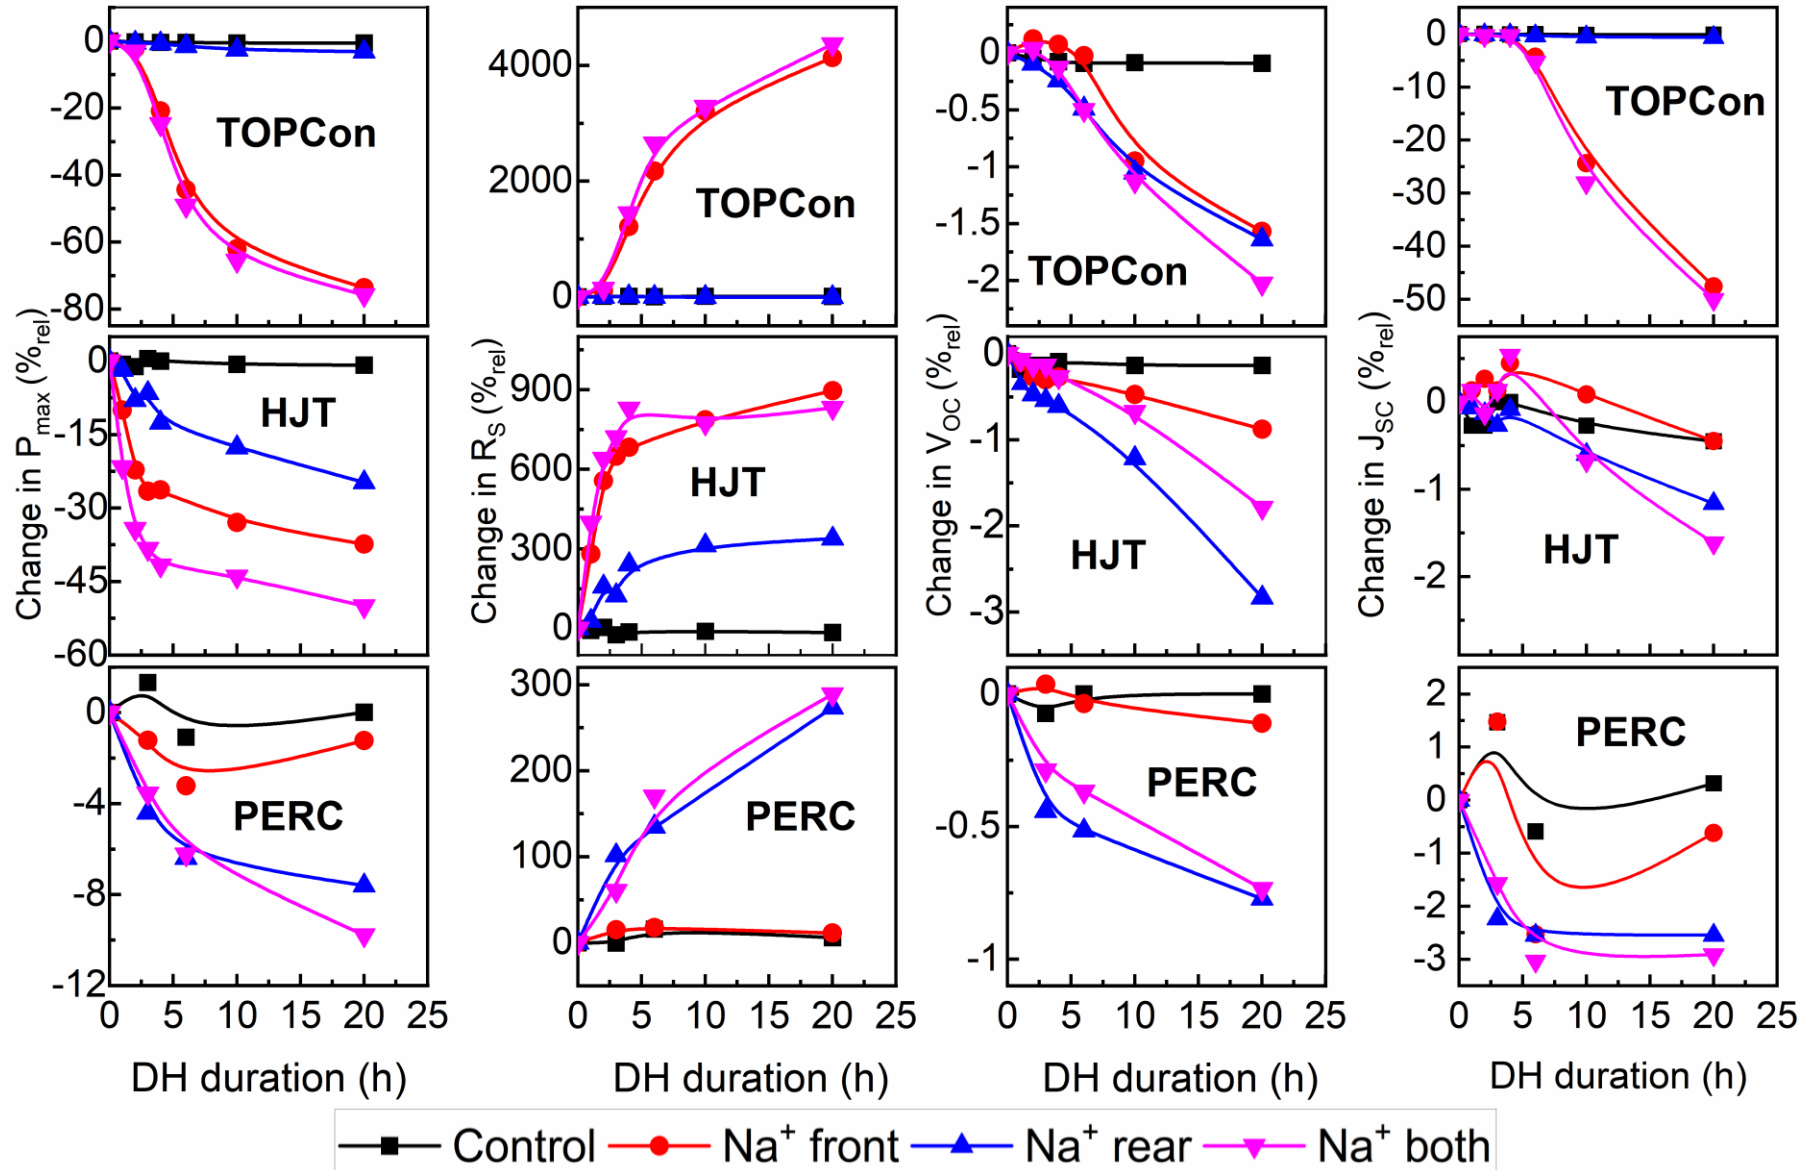 Change in Pmax (%rel)
0
-20
-40
-60
-80
TOPCon
0
-15
-30
-45
-60
HJT
0
-4
-8
-12
PERC
0 5 10 15 20 25
DH duration (h)
Change in RS (%rel)
4000
2000
0
TOPCon
900
600
300
0
HJT
300
200
100
0
PERC
0 5 10 15 20 25
DH duration (h)
Change in VOC (%rel)
0
-0.5
-1
-1.5
-2
TOPCon
0
-1
-2
-3
HJT
0
-0.5
-1
PERC
0 5 10 15 20 25
DH duration (h)
Change in JSC (%rel)
0
-10
-20
-30
-40
-50
TOPCon
0
-1
-2
HJT
2
1
0
-1
-2
-3
PERC
0 5 10 15 20 25
DH duration (h)
Control Na+ front Na+ rear Na+ both